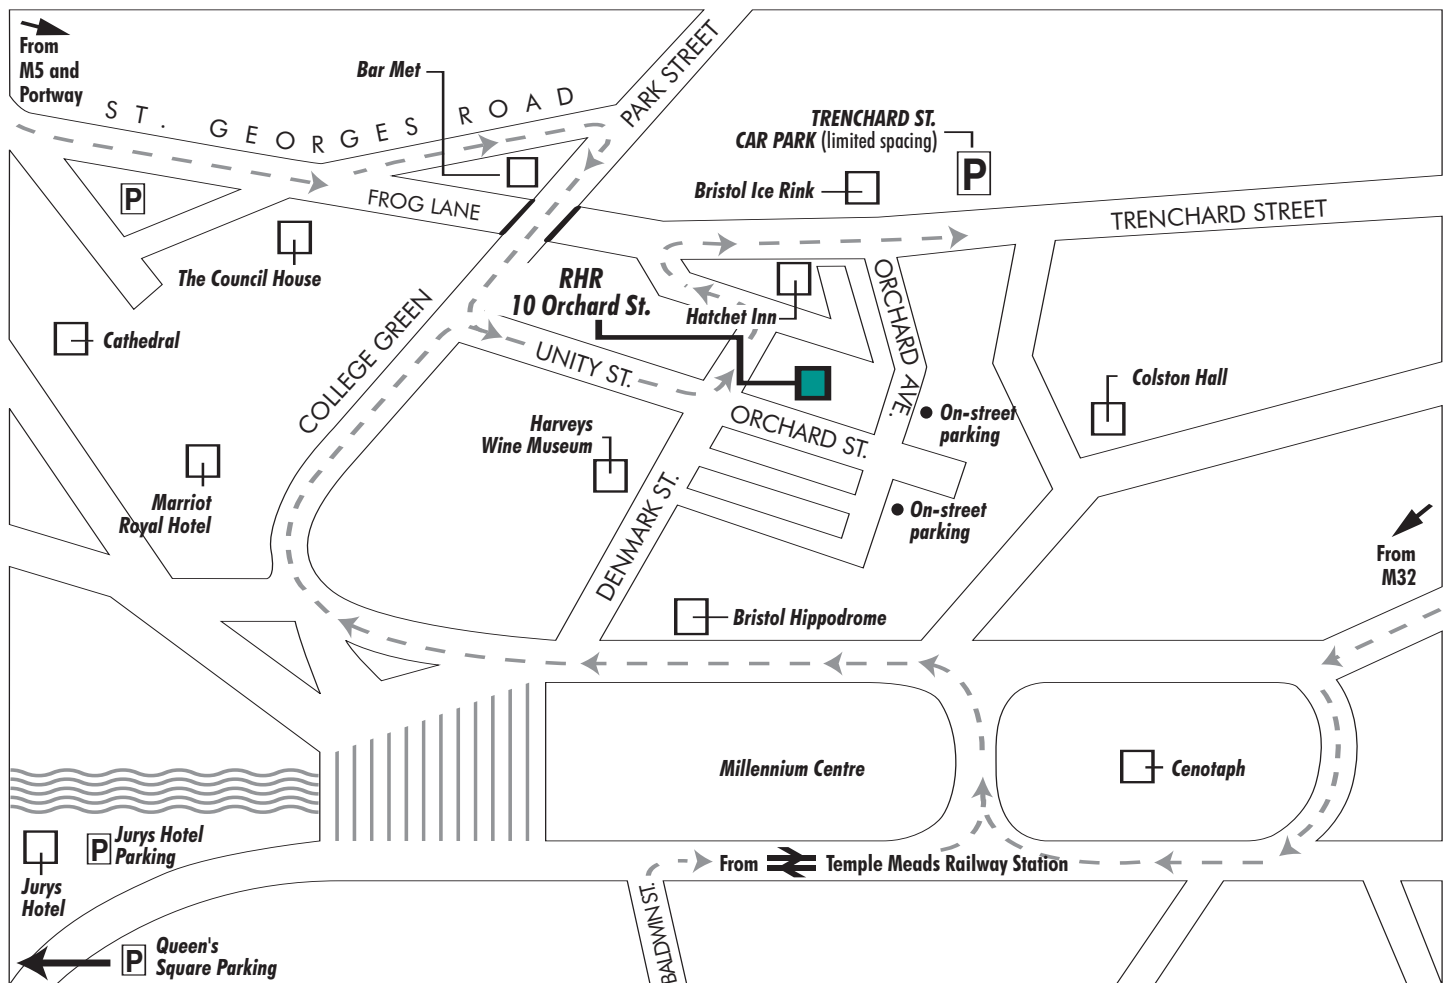 From
M5 and
Portway
ST. GEORGES ROAD
Bar Met
PARK STREET
TRENCHARD ST.
CAR PARK (limited spacing)
P
Bristol Ice Rink
TRENCHARD STREET
P
FROG LANE
The Council House
RHR
10 Orchard St.
Hatchet Inn
ORCHARD AVE.
Cathedral
COLLEGE GREEN
UNITY ST.
Colston Hall
On-street
parking
ORCHARD ST.
Harveys
Wine Museum
Marriot
Royal Hotel
DENMARK ST.
On-street
parking
From
M32
Bristol Hippodrome
Millennium Centre
Cenotaph
P
Jurys Hotel
Parking
Jurys
Hotel
From
Temple Meads Railway Station
BALDWIN ST.
P
Queen's
Square Parking